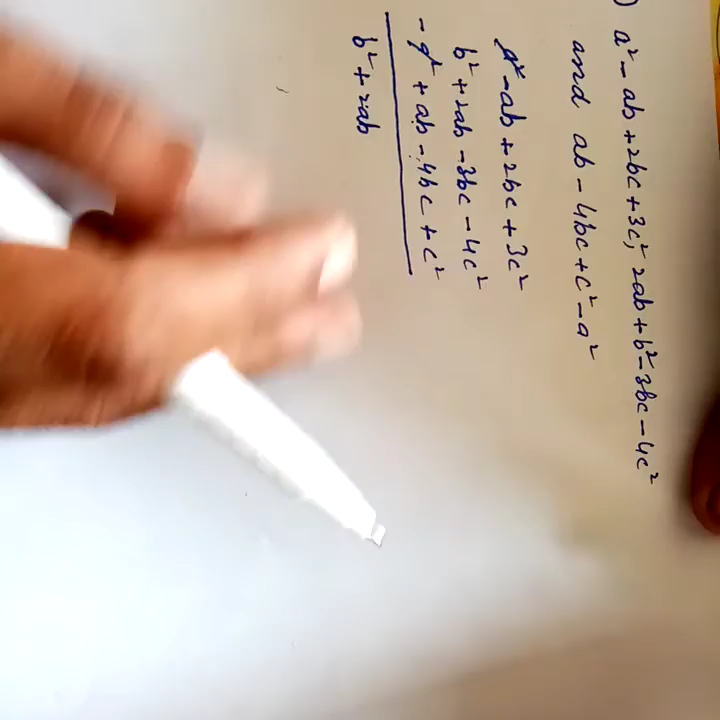 ) a² - ab + 2bc + 3c², 2ab + b² - 3bc - 4c²
and ab - 4bc + c² - a²
a² - ab + 2bc + 3c²
b² + 2ab - 3bc - 4c²
- a² + ab - 4bc + c²
b² + 2ab